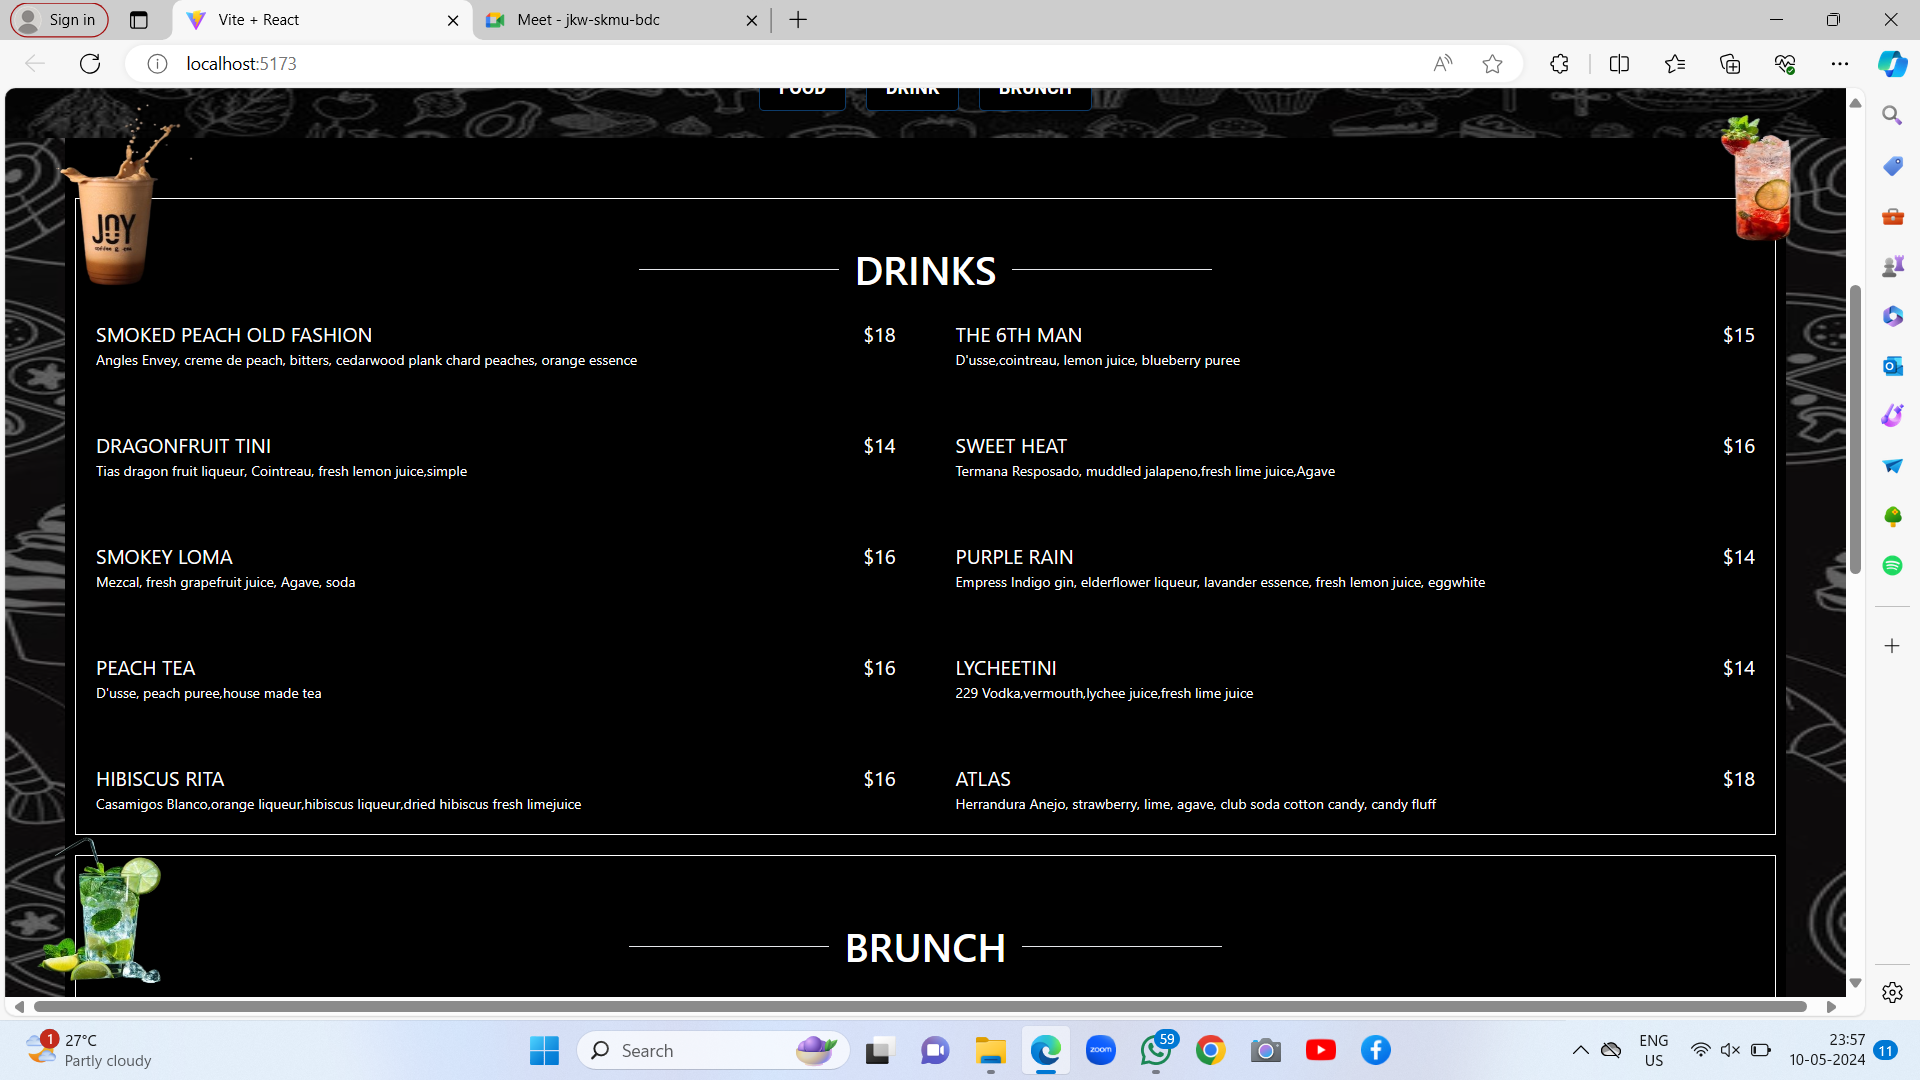 Sign in
Vite + React
Meet - jkw-skmu-bdc
localhost:5173
FOOD
DRINK
BRUNCH
JOY
DRINKS
SMOKED PEACH OLD FASHION $18
Angles Envey, creme de peach, bitters, cedarwood plank chard peaches, orange essence
THE 6TH MAN $15
D'usse,cointreau, lemon juice, blueberry puree
DRAGONFRUIT TINI $14
Tias dragon fruit liqueur, Cointreau, fresh lemon juice,simple
SWEET HEAT $16
Termana Resposado, muddled jalapeno,fresh lime juice,Agave
SMOKEY LOMA $16
Mezcal, fresh grapefruit juice, Agave, soda
PURPLE RAIN $14
Empress Indigo gin, elderflower liqueur, lavander essence, fresh lemon juice, eggwhite
PEACH TEA $16
D'usse, peach puree,house made tea
LYCHEETINI $14
229 Vodka,vermouth,lychee juice,fresh lime juice
HIBISCUS RITA $16
Casamigos Blanco,orange liqueur,hibiscus liqueur,dried hibiscus fresh limejuice
ATLAS $18
Herrandura Anejo, strawberry, lime, agave, club soda cotton candy, candy fluff
BRUNCH
1
27°C
Partly cloudy
Search
zoom
59
ENG
US
23:57
10-05-2024
11